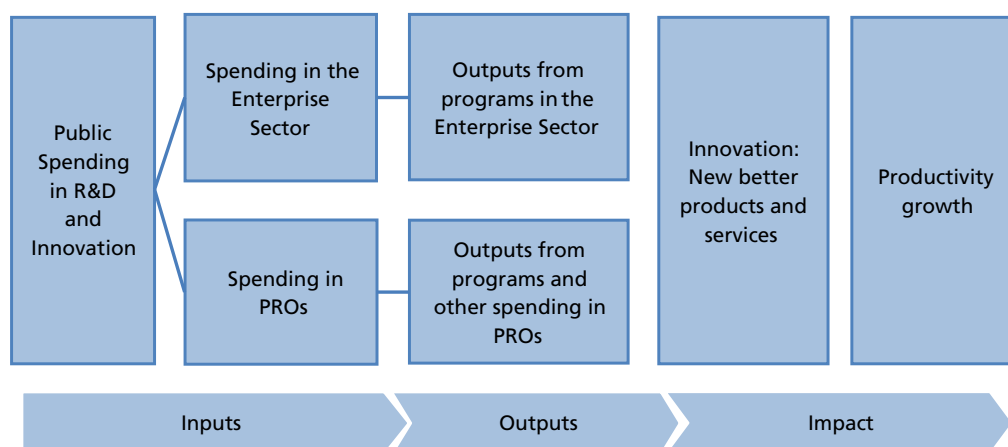 Public
Spending
in R&D
and
Innovation
Spending in the
Enterprise
Sector
Outputs from
programs in the
Enterprise Sector
Spending in
PROs
Outputs from
programs and
other spending in
PROs
Innovation:
New better
products and
services
Productivity
growth
Inputs
Outputs
Impact